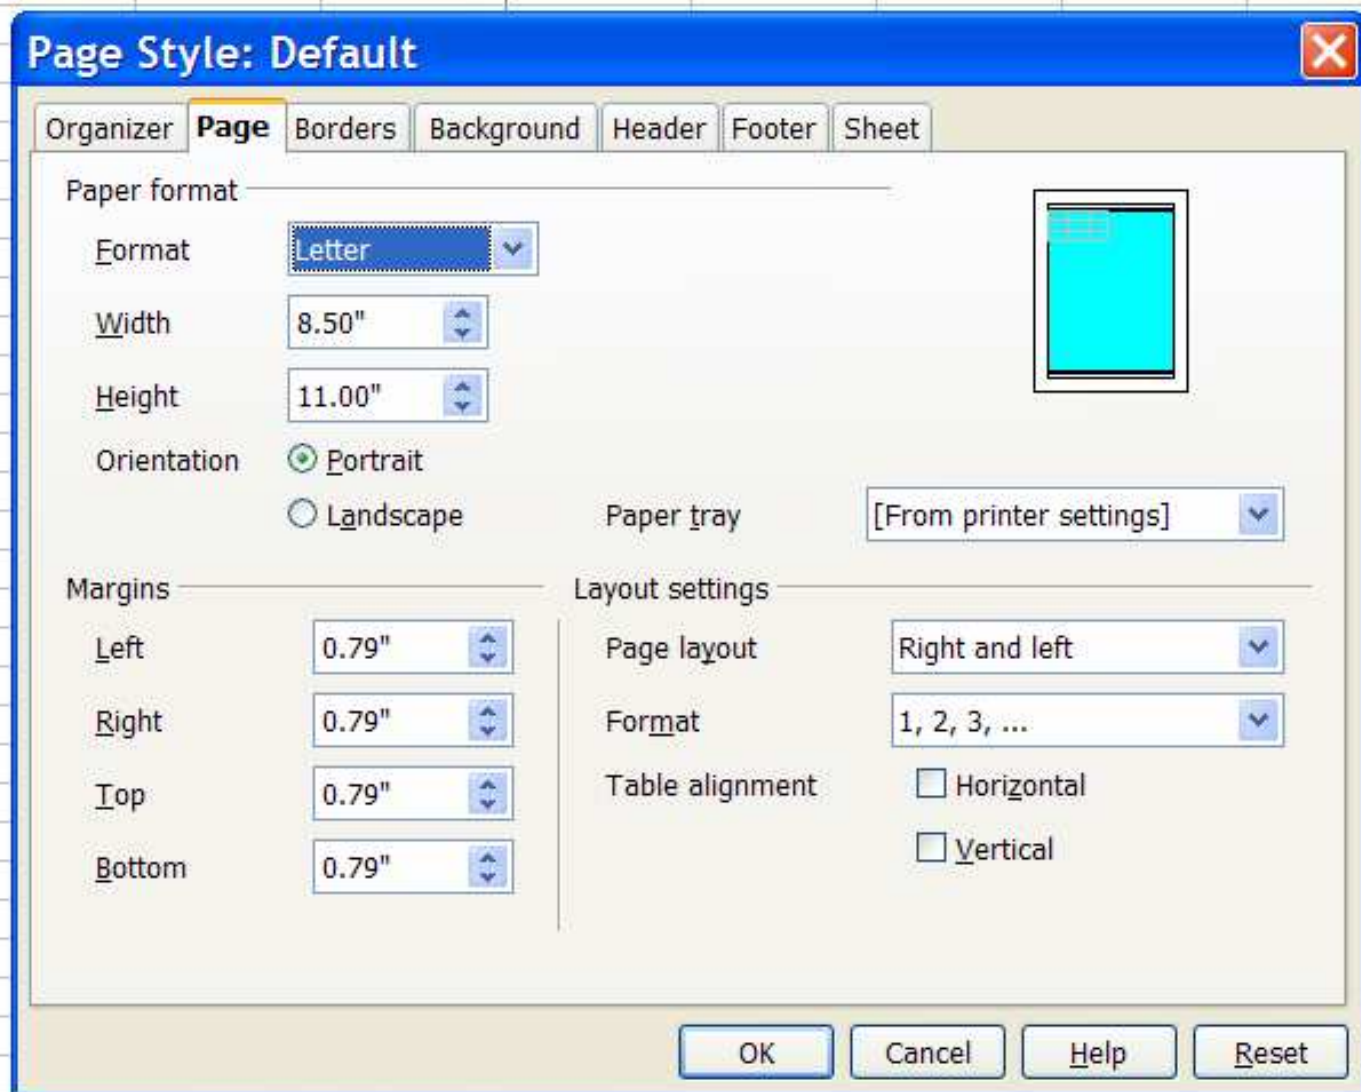 Page Style: Default
Organizer Page Borders Background Header Footer Sheet
Paper format
Format Letter
Width 8.50"
Height 11.00"
Orientation Portrait
Landscape Paper tray [From printer settings]
Margins Layout settings
Left 0.79" Page layout Right and left
Right 0.79" Format 1, 2, 3, ...
Top 0.79" Table alignment Horizontal
Bottom 0.79" Vertical
OK Cancel Help Reset